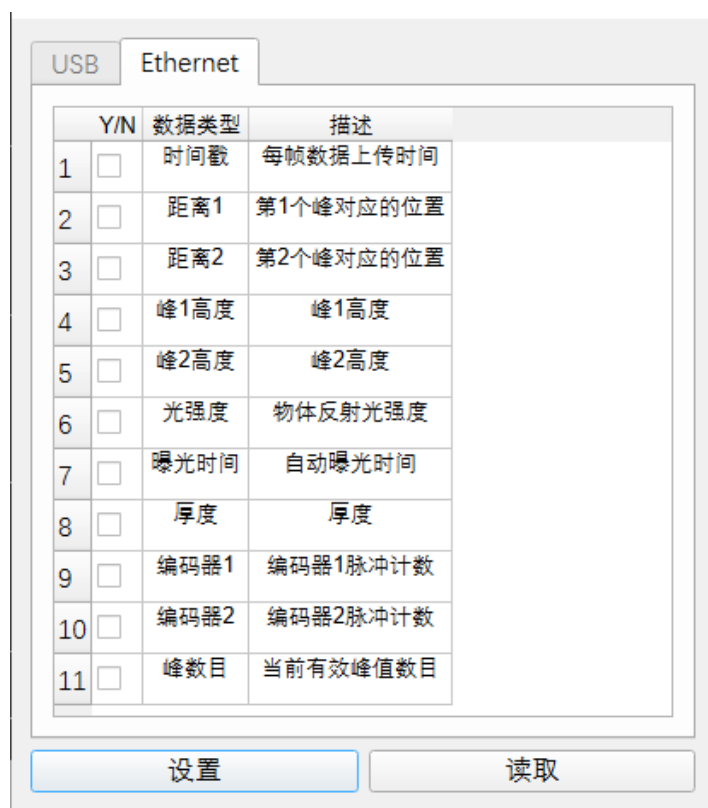 USB Ethernet
Y/N 数据类型 描述
1 时间戳 每帧数据上传时间
2 距离1 第1个峰对应的位置
3 距离2 第2个峰对应的位置
4 峰1高度 峰1高度
5 峰2高度 峰2高度
6 光强度 物体反射光强度
7 曝光时间 自动曝光时间
8 厚度 厚度
9 编码器1 编码器1脉冲计数
10 编码器2 编码器2脉冲计数
11 峰数目 当前有效峰值数目
设置 读取